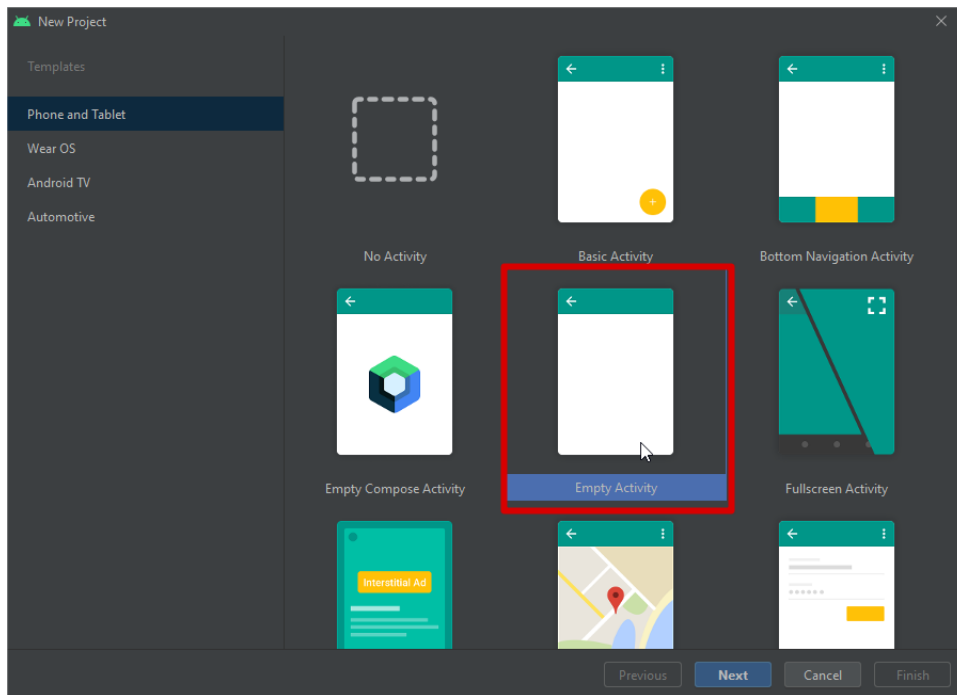 New Project
Templates
Phone and Tablet
Wear OS
Android TV
Automotive
No Activity
Basic Activity
Bottom Navigation Activity
Empty Compose Activity
Empty Activity
Fullscreen Activity
Interstitial Ad
Previous
Next
Cancel
Finish